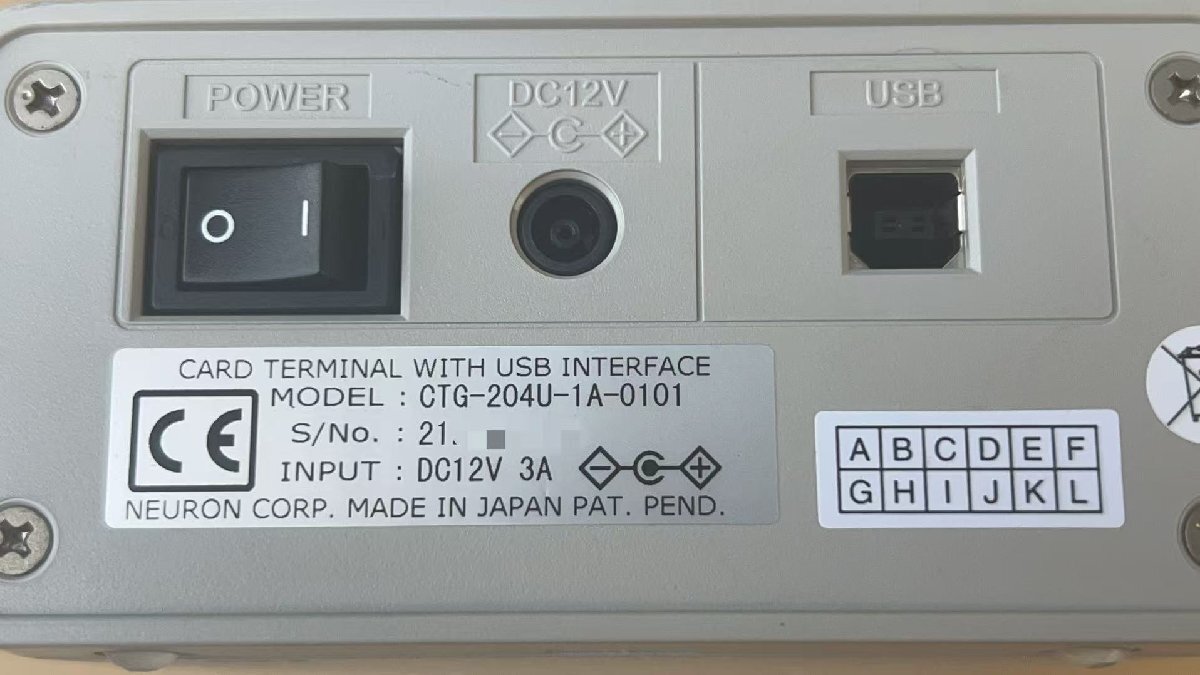 POWER
DC12V
USB
O I
CARD TERMINAL WITH USB INTERFACE
MODEL : CTG-204U-1A-0101
S/No. : 21.
INPUT : DC12V 3A
CE
NEURON CORP. MADE IN JAPAN PAT. PEND.
A B C D E F
G H I J K L